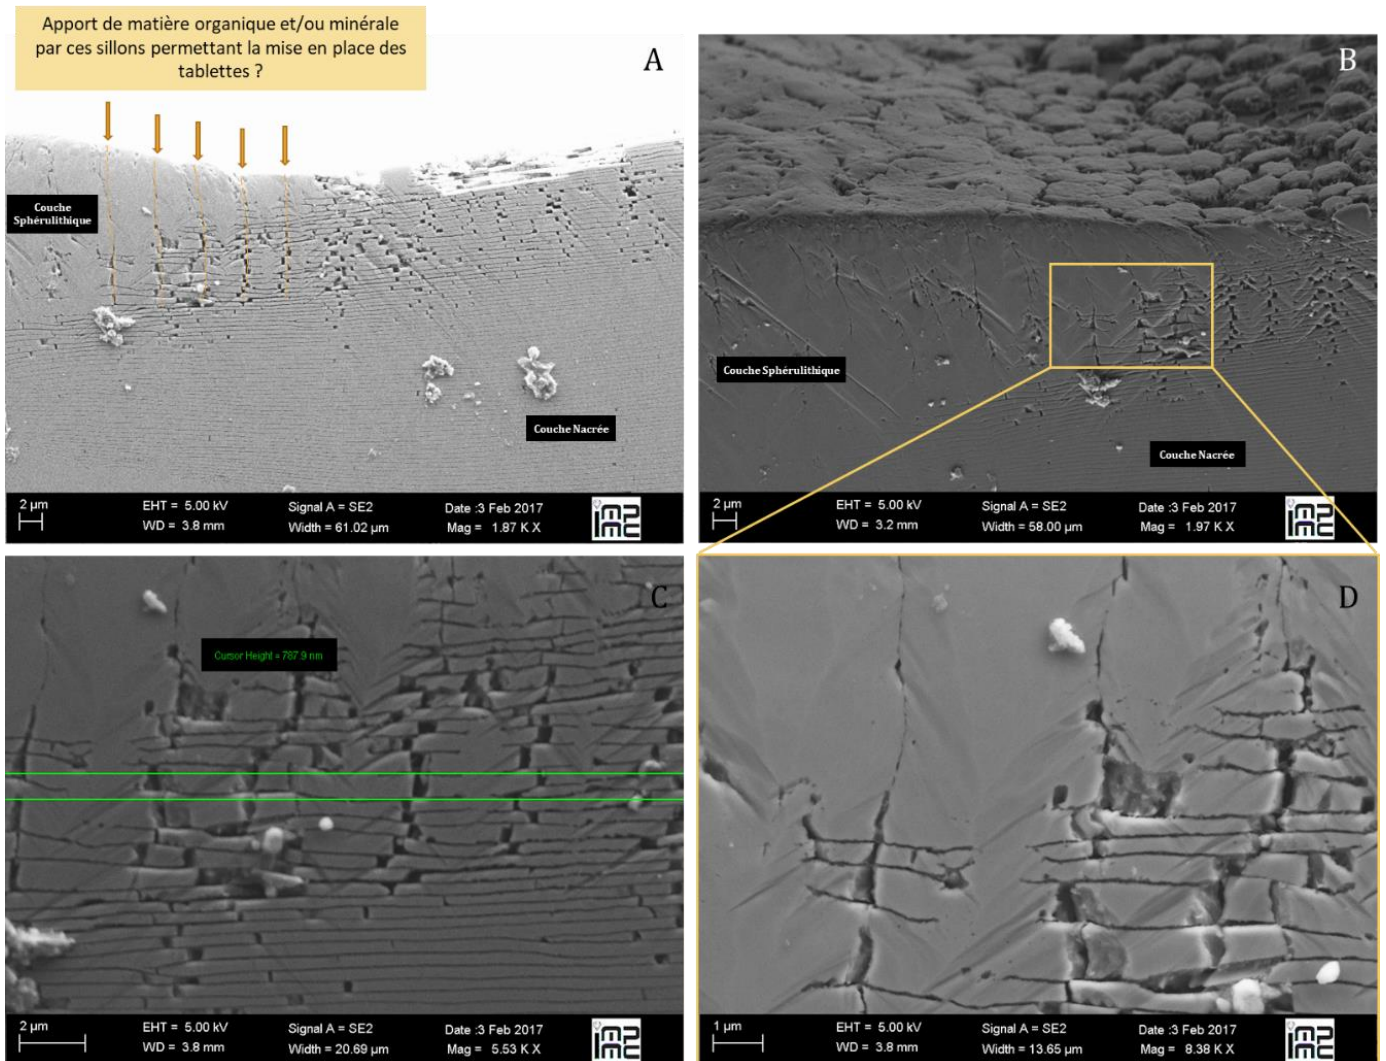 Apport de matière organique et/ou minérale
par ces sillons permettant la mise en place des
tablettes ?
A
Couche
Sphérulithique
Couche Nacrée
2 µm
EHT = 5.00 kV
Signal A = SE2
Date :3 Feb 2017
WD = 3.8 mm
Width = 61.02 µm
Mag = 1.87 K X
B
Couche Sphérulithique
Couche Nacrée
2 µm
EHT = 5.00 kV
Signal A = SE2
Date :3 Feb 2017
WD = 3.2 mm
Width = 58.00 µm
Mag = 1.97 K X
C
Cursor Height = 787.9 nm
2 µm
EHT = 5.00 kV
Signal A = SE2
Date :3 Feb 2017
WD = 3.8 mm
Width = 20.69 µm
Mag = 5.53 K X
D
1 µm
EHT = 5.00 kV
Signal A = SE2
Date :3 Feb 2017
WD = 3.8 mm
Width = 13.65 µm
Mag = 8.38 K X